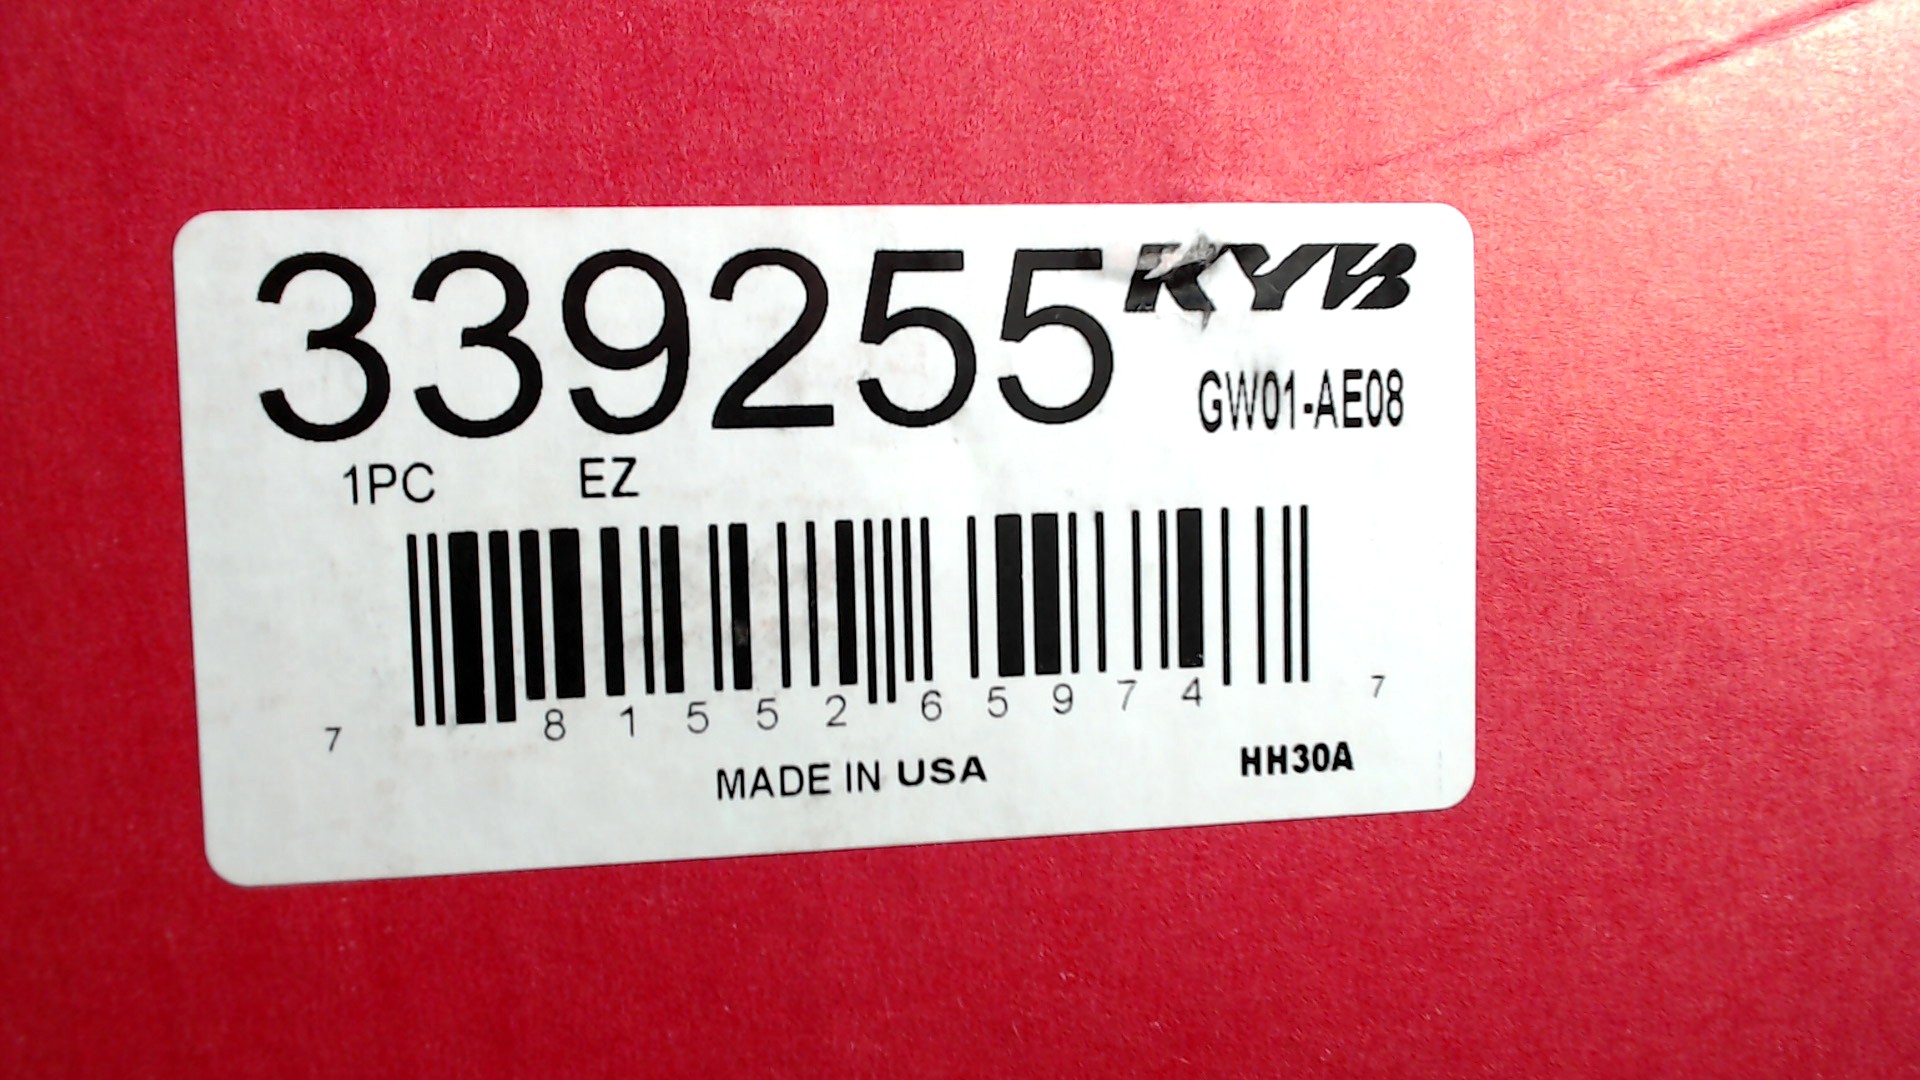 339255 KYB
GW01-AE08
1PC EZ
7 81552 65974 7
MADE IN USA HH30A